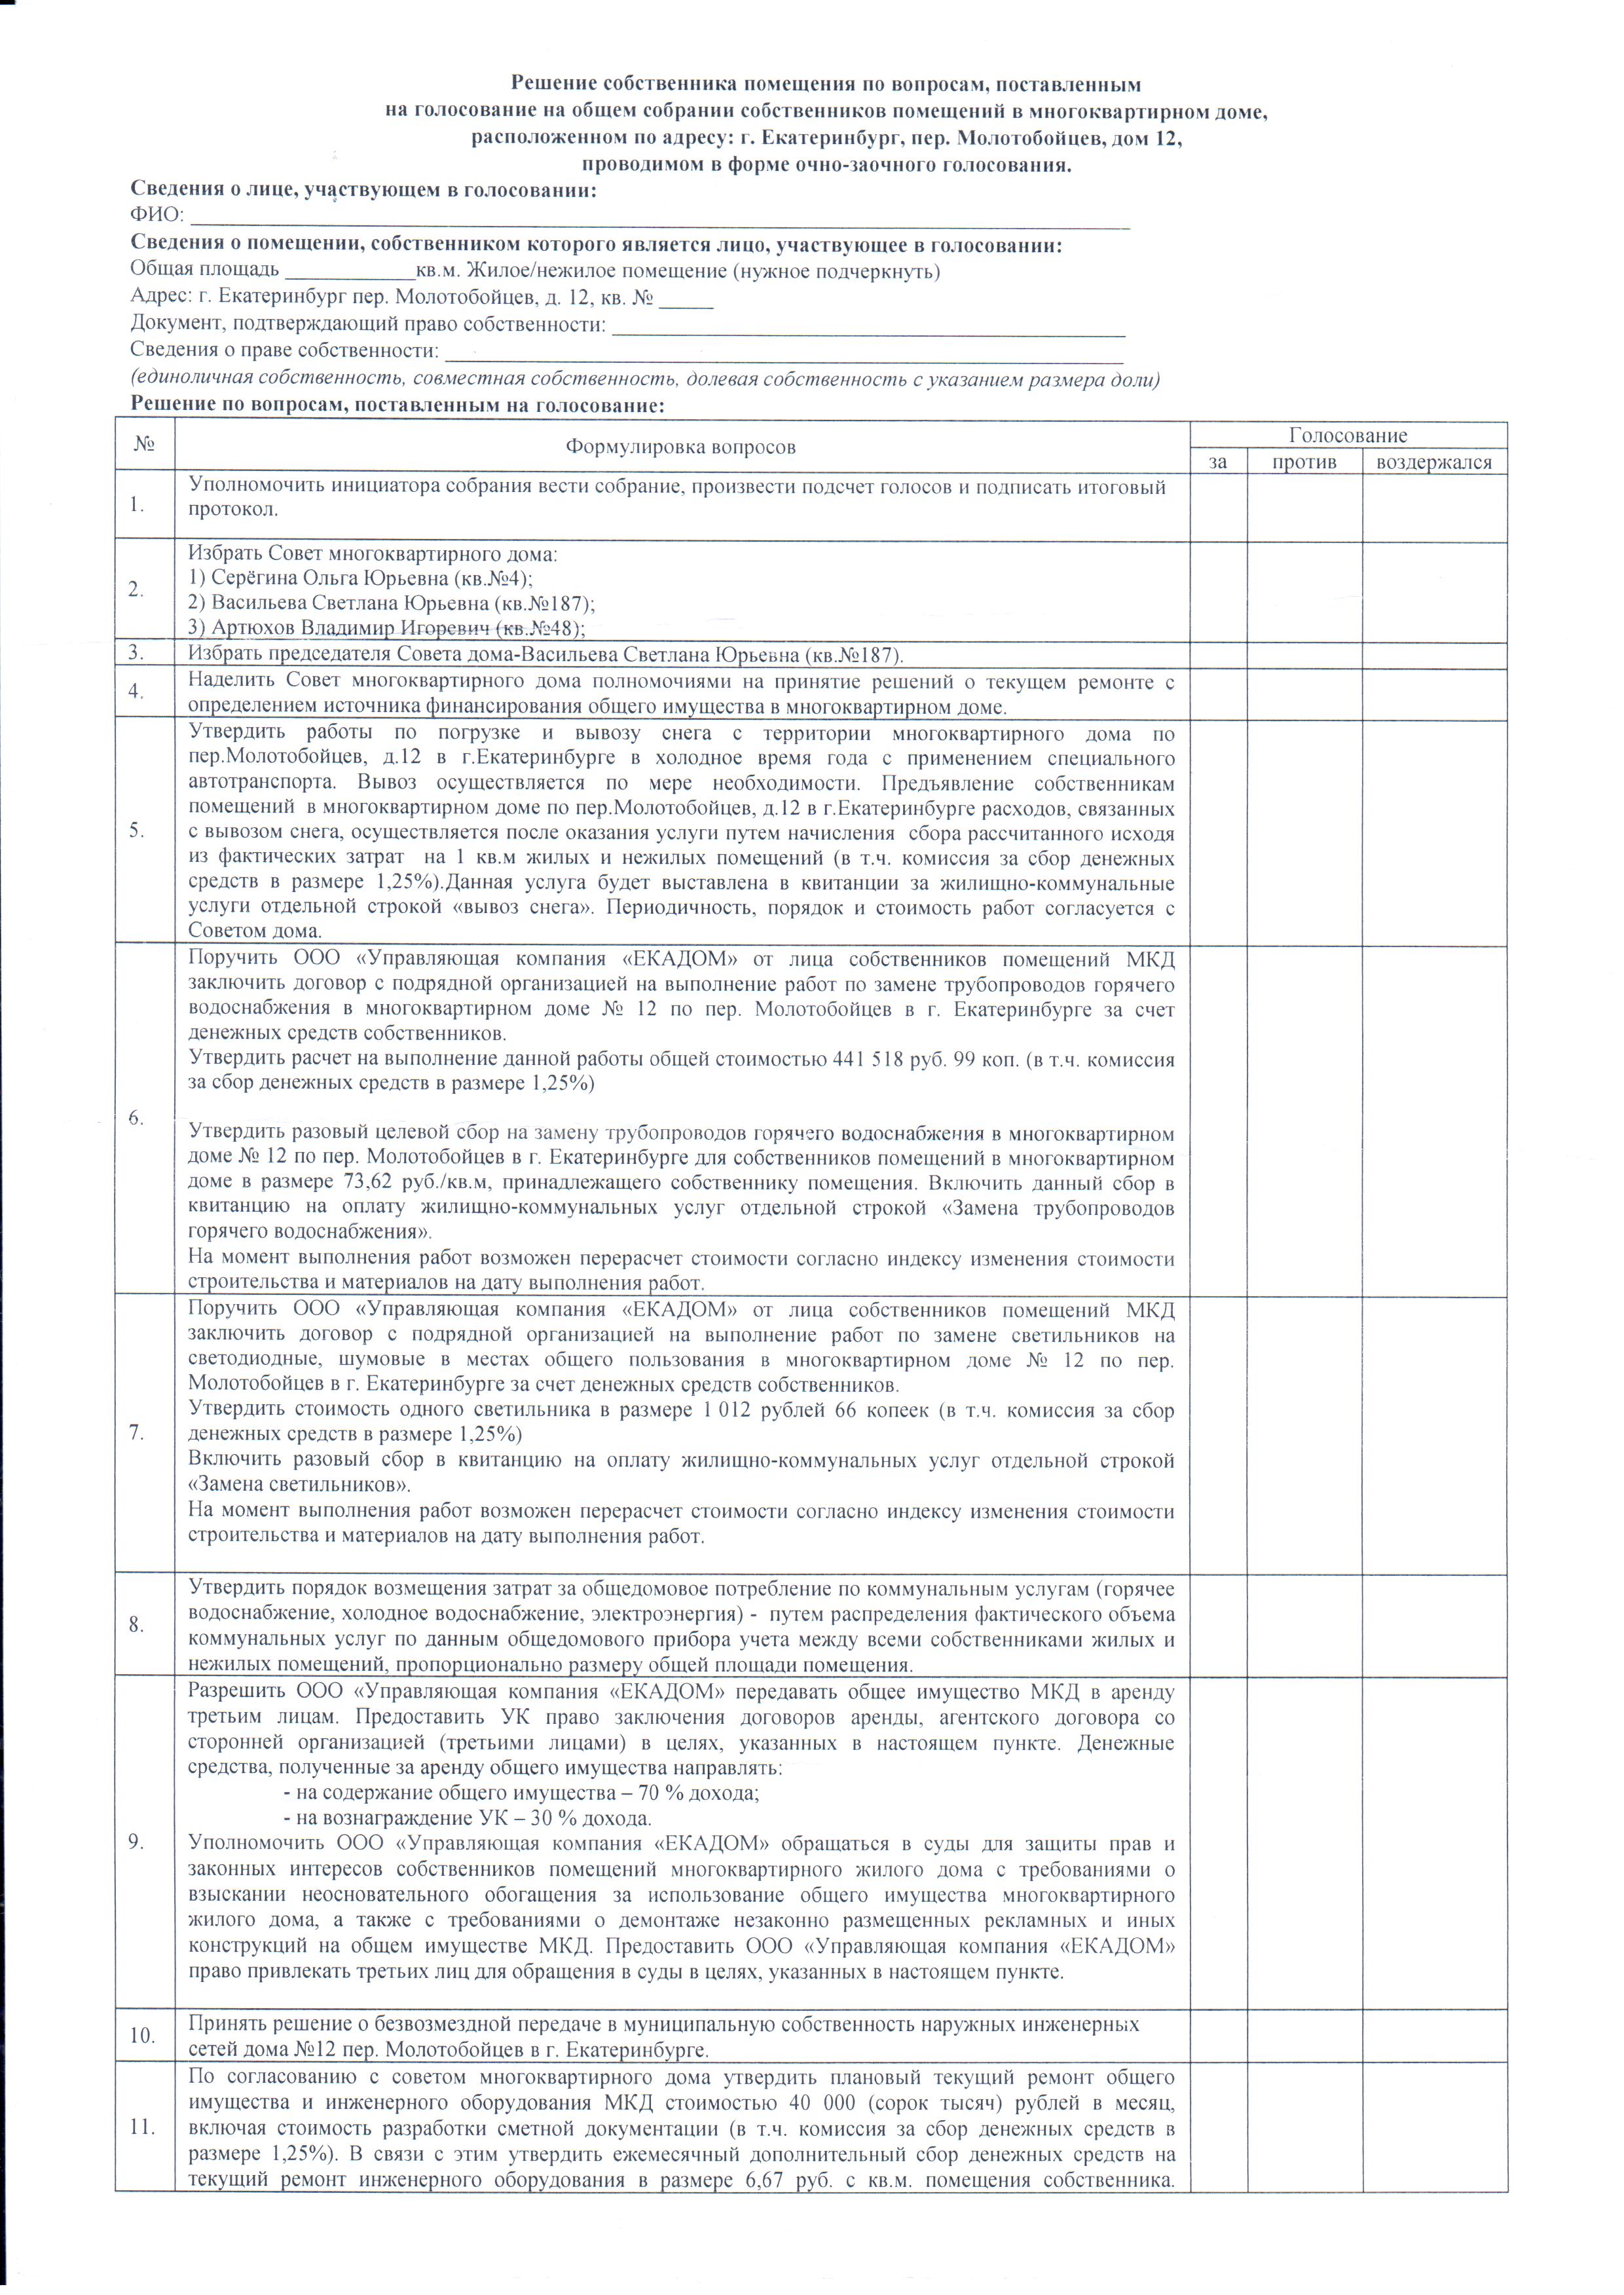 Решение собственника помещения по вопросам, поставленным
на голосование на общем собрании собственников помещений в многоквартирном доме,
расположенном по адресу: г. Екатеринбург, пер. Молотобойцев, дом 12,
проводимом в форме очно-заочного голосования.
Сведения о лице, участвующем в голосовании:
ФИО:
Сведения о помещении, собственником которого является лицо, участвующее в голосовании:
Общая площадь ____________кв.м. Жилое/нежилое помещение (нужное подчеркнуть)
Адрес: г. Екатеринбург пер. Молотобойцев, д. 12, кв. № _____
Документ, подтверждающий право собственности:
Сведения о праве собственности:
(единоличная собственность, совместная собственность, долевая собственность с указанием размера доли)
Решение по вопросам, поставленным на голосование:
№ Формулировка вопросов Голосование
за против воздержался
1. Уполномочить инициатора собрания вести собрание, произвести подсчет голосов и подписать итоговый
протокол.
2. Избрать Совет многоквартирного дома:
1) Серёгина Ольга Юрьевна (кв.№4);
2) Васильева Светлана Юрьевна (кв.№187);
3) Артюхов Владимир Игоревич (кв.№48);
3. Избрать председателя Совета дома-Васильева Светлана Юрьевна (кв.№187).
4. Наделить Совет многоквартирного дома полномочиями на принятие решений о текущем ремонте с
определением источника финансирования общего имущества в многоквартирном доме.
5. Утвердить работы по погрузке и вывозу снега с территории многоквартирного дома по
пер.Молотобойцев, д.12 в г.Екатеринбурге в холодное время года с применением специального
автотранспорта. Вывоз осуществляется по мере необходимости. Предъявление собственникам
помещений в многоквартирном доме по пер.Молотобойцев, д.12 в г.Екатеринбурге расходов, связанных
с вывозом снега, осуществляется после оказания услуги путем начисления сбора рассчитанного исходя
из фактических затрат на 1 кв.м жилых и нежилых помещений (в т.ч. комиссия за сбор денежных
средств в размере 1,25%).Данная услуга будет выставлена в квитанции за жилищно-коммунальные
услуги отдельной строкой «вывоз снега». Периодичность, порядок и стоимость работ согласуется с
Советом дома.
6. Поручить ООО «Управляющая компания «ЕКАДОМ» от лица собственников помещений МКД
заключить договор с подрядной организацией на выполнение работ по замене трубопроводов горячего
водоснабжения в многоквартирном доме № 12 по пер. Молотобойцев в г. Екатеринбурге за счет
денежных средств собственников.
Утвердить расчет на выполнение данной работы общей стоимостью 441 518 руб. 99 коп. (в т.ч. комиссия
за сбор денежных средств в размере 1,25%)
Утвердить разовый целевой сбор на замену трубопроводов горячего водоснабжения в многоквартирном
доме № 12 по пер. Молотобойцев в г. Екатеринбурге для собственников помещений в многоквартирном
доме в размере 73,62 руб./кв.м, принадлежащего собственнику помещения. Включить данный сбор в
квитанцию на оплату жилищно-коммунальных услуг отдельной строкой «Замена трубопроводов
горячего водоснабжения».
На момент выполнения работ возможен перерасчет стоимости согласно индексу изменения стоимости
строительства и материалов на дату выполнения работ.
7. Поручить ООО «Управляющая компания «ЕКАДОМ» от лица собственников помещений МКД
заключить договор с подрядной организацией на выполнение работ по замене светильников на
светодиодные, шумовые в местах общего пользования в многоквартирном доме № 12 по пер.
Молотобойцев в г. Екатеринбурге за счет денежных средств собственников.
Утвердить стоимость одного светильника в размере 1 012 рублей 66 копеек (в т.ч. комиссия за сбор
денежных средств в размере 1,25%)
Включить разовый сбор в квитанцию на оплату жилищно-коммунальных услуг отдельной строкой
«Замена светильников».
На момент выполнения работ возможен перерасчет стоимости согласно индексу изменения стоимости
строительства и материалов на дату выполнения работ.
8. Утвердить порядок возмещения затрат за общедомовое потребление по коммунальным услугам (горячее
водоснабжение, холодное водоснабжение, электроэнергия) - путем распределения фактического объема
коммунальных услуг по данным общедомового прибора учета между всеми собственниками жилых и
нежилых помещений, пропорционально размеру общей площади помещения.
9. Разрешить ООО «Управляющая компания «ЕКАДОМ» передавать общее имущество МКД в аренду
третьим лицам. Предоставить УК право заключения договоров аренды, агентского договора со
сторонней организацией (третьими лицами) в целях, указанных в настоящем пункте. Денежные
средства, полученные за аренду общего имущества направлять:
- на содержание общего имущества – 70 % дохода;
- на вознаграждение УК – 30 % дохода.
Уполномочить ООО «Управляющая компания «ЕКАДОМ» обращаться в суды для защиты прав и
законных интересов собственников помещений многоквартирного жилого дома с требованиями о
взыскании неосновательного обогащения за использование общего имущества многоквартирного
жилого дома, а также с требованиями о демонтаже незаконно размещенных рекламных и иных
конструкций на общем имуществе МКД. Предоставить ООО «Управляющая компания «ЕКАДОМ»
право привлекать третьих лиц для обращения в суды в целях, указанных в настоящем пункте.
10. Принять решение о безвозмездной передаче в муниципальную собственность наружных инженерных
сетей дома №12 пер. Молотобойцев в г. Екатеринбурге.
11. По согласованию с советом многоквартирного дома утвердить плановый текущий ремонт общего
имущества и инженерного оборудования МКД стоимостью 40 000 (сорок тысяч) рублей в месяц,
включая стоимость разработки сметной документации (в т.ч. комиссия за сбор денежных средств в
размере 1,25%). В связи с этим утвердить ежемесячный дополнительный сбор денежных средств на
текущий ремонт инженерного оборудования в размере 6,67 руб. с кв.м. помещения собственника.